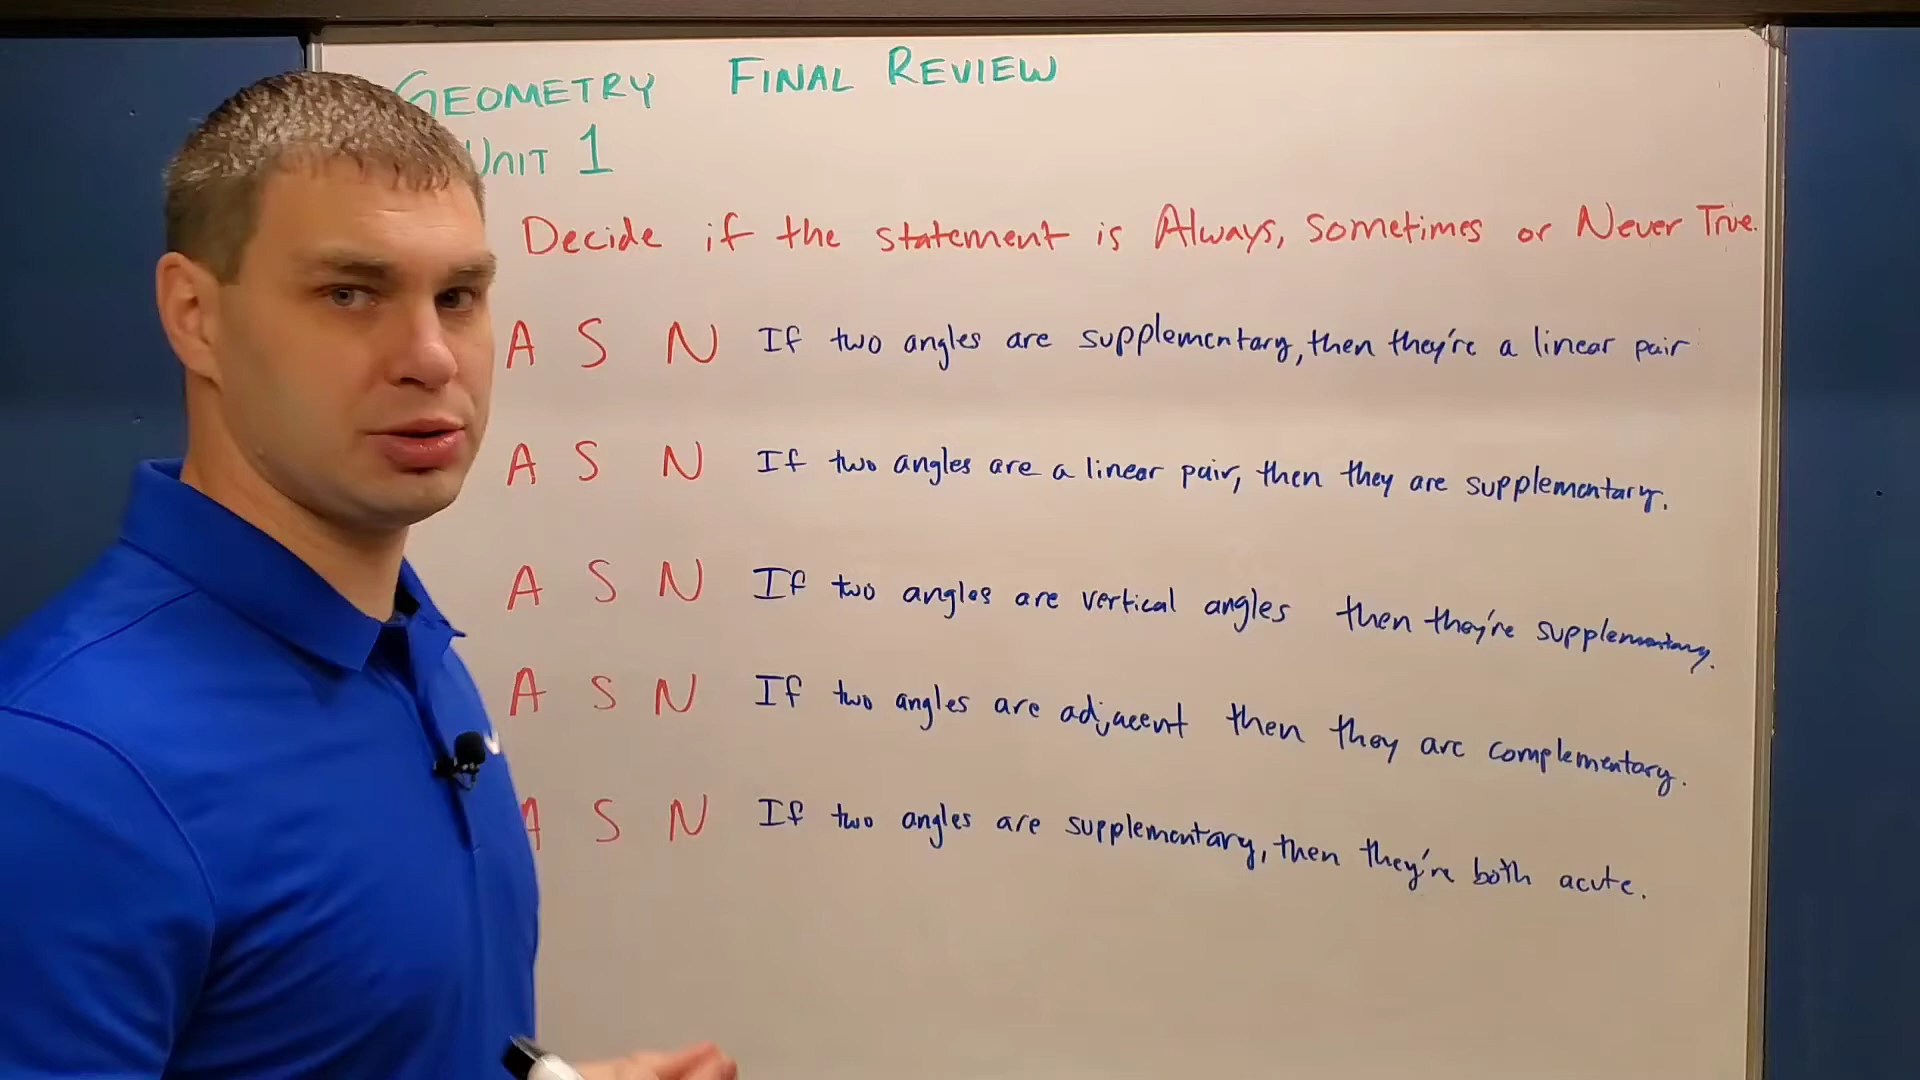 GEOMETRY FINAL REVIEW
UNIT 1
Decide if the statement is Always, Sometimes or Never True.
A S N If two angles are supplementary, then they're a linear pair
A S N If two angles are a linear pair, then they are supplementary.
A S N If two angles are vertical angles then they're supplementary.
A S N If two angles are adjacent then they are complementary.
A S N If two angles are supplementary, then they're both acute.